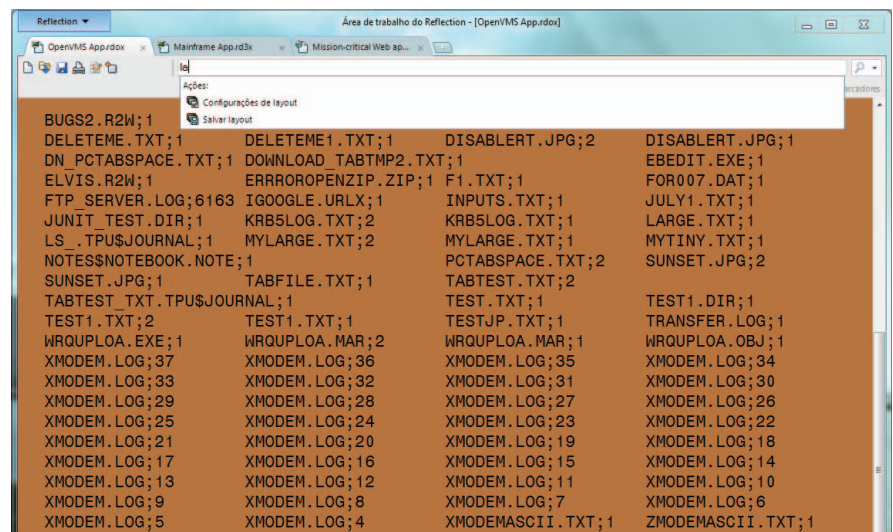 Reflection
Área de trabalho do Reflection - [OpenVMS App.rdox]
OpenVMS App.rdox
Mainframe App.rd3x
Mission-critical Web ap...
Ações:
Configurações de layout
Salvar layout
arcadores
BUGS2.R2W;1
DELETEME.TXT;1 DELETEME1.TXT;1 DISABLERT.JPG;2 DISABLERT.JPG;1
DN_PCTABSPACE.TXT;1 DOWNLOAD_TABTMP2.TXT;1 EBEDIT.EXE;1
ELVIS.R2W;1 ERRROROPENZIP.ZIP;1 F1.TXT;1 FOR007.DAT;1
FTP_SERVER.LOG;6163 IGOOGLE.URLX;1 INPUTS.TXT;1 JULY1.TXT;1
JUNIT_TEST.DIR;1 KRB5LOG.TXT;2 KRB5LOG.TXT;1 LARGE.TXT;1
LS_.TPU$JOURNAL;1 MYLARGE.TXT;2 MYLARGE.TXT;1 MYTINY.TXT;1
NOTES$NOTEBOOK.NOTE;1 PCTABSPACE.TXT;2 SUNSET.JPG;2
SUNSET.JPG;1 TABFILE.TXT;1 TABTEST.TXT;2
TABTEST_TXT.TPU$JOURNAL;1 TEST.TXT;1 TEST1.DIR;1
TEST1.TXT;2 TEST1.TXT;1 TESTJP.TXT;1 TRANSFER.LOG;1
WRQUPLOA.EXE;1 WRQUPLOA.MAR;2 WRQUPLOA.MAR;1 WRQUPLOA.OBJ;1
XMODEM.LOG;37 XMODEM.LOG;36 XMODEM.LOG;35 XMODEM.LOG;34
XMODEM.LOG;33 XMODEM.LOG;32 XMODEM.LOG;31 XMODEM.LOG;30
XMODEM.LOG;29 XMODEM.LOG;28 XMODEM.LOG;27 XMODEM.LOG;26
XMODEM.LOG;25 XMODEM.LOG;24 XMODEM.LOG;23 XMODEM.LOG;22
XMODEM.LOG;21 XMODEM.LOG;20 XMODEM.LOG;19 XMODEM.LOG;18
XMODEM.LOG;17 XMODEM.LOG;16 XMODEM.LOG;15 XMODEM.LOG;14
XMODEM.LOG;13 XMODEM.LOG;12 XMODEM.LOG;11 XMODEM.LOG;10
XMODEM.LOG;9 XMODEM.LOG;8 XMODEM.LOG;7 XMODEM.LOG;6
XMODEM.LOG;5 XMODEM.LOG;4 XMODEMASCII.TXT;1 ZMODEMASCII.TXT;1